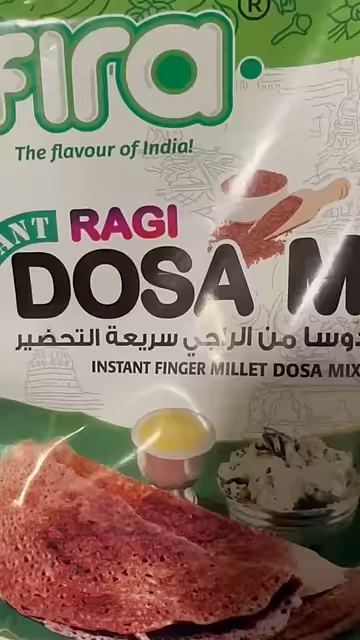 ®
fira
The flavour of India!
ANT RAGI
DOSA M
دوسا من الراجي سريعة التحضير
INSTANT FINGER MILLET DOSA MIX